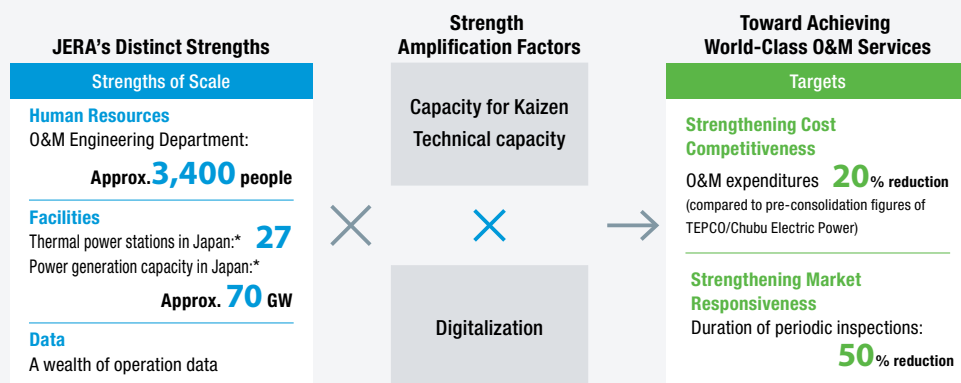 JERA's Distinct Strengths
Strengths of Scale
Human Resources
O&M Engineering Department:
Approx.3,400 people
Facilities
Thermal power stations in Japan:* 27
Power generation capacity in Japan:*
Approx. 70 GW
Data
A wealth of operation data
×
Strength
Amplification Factors
Capacity for Kaizen
Technical capacity
×
Digitalization
→
Toward Achieving
World-Class O&M Services
Targets
Strengthening Cost
Competitiveness
O&M expenditures 20% reduction
(compared to pre-consolidation figures of
TEPCO/Chubu Electric Power)
Strengthening Market
Responsiveness
Duration of periodic inspections:
50% reduction